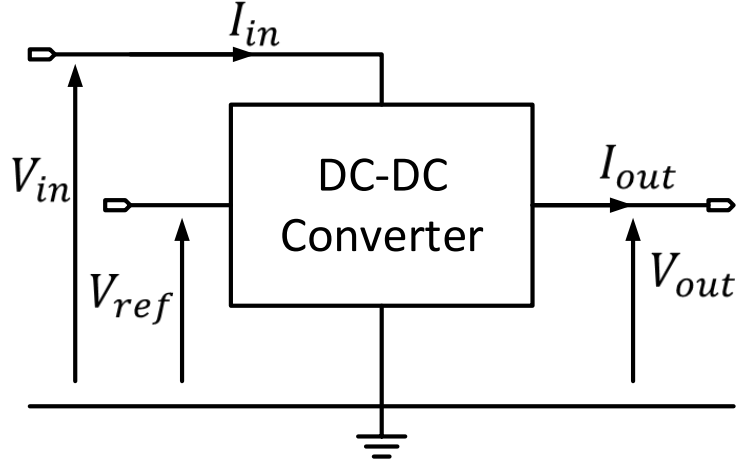 I_in
V_in
DC-DC
Converter
I_out
V_ref
V_out